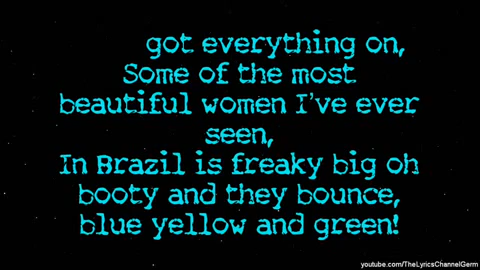 got everything on,
Some of the most
beautiful women I've ever
seen,
In Brazil is freaky big oh
booty and they bounce,
blue yellow and green!
youtube.com/TheLyricsChannelGerm